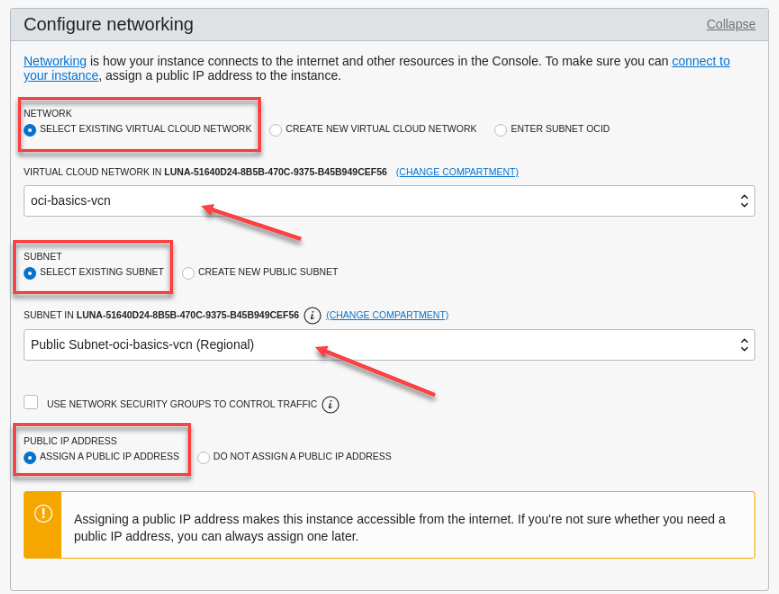 Configure networking
Collapse
Networking is how your instance connects to the internet and other resources in the Console. To make sure you can connect to
your instance, assign a public IP address to the instance.
NETWORK
SELECT EXISTING VIRTUAL CLOUD NETWORK
CREATE NEW VIRTUAL CLOUD NETWORK
ENTER SUBNET OCID
VIRTUAL CLOUD NETWORK IN LUNA-51640D24-8B5B-470C-9375-B45B949CEF56 (CHANGE COMPARTMENT)
oci-basics-vcn
SUBNET
SELECT EXISTING SUBNET
CREATE NEW PUBLIC SUBNET
SUBNET IN LUNA-51640D24-8B5B-470C-9375-B45B949CEF56 i (CHANGE COMPARTMENT)
Public Subnet-oci-basics-vcn (Regional)
USE NETWORK SECURITY GROUPS TO CONTROL TRAFFIC i
PUBLIC IP ADDRESS
ASSIGN A PUBLIC IP ADDRESS
DO NOT ASSIGN A PUBLIC IP ADDRESS
Assigning a public IP address makes this instance accessible from the internet. If you're not sure whether you need a
public IP address, you can always assign one later.